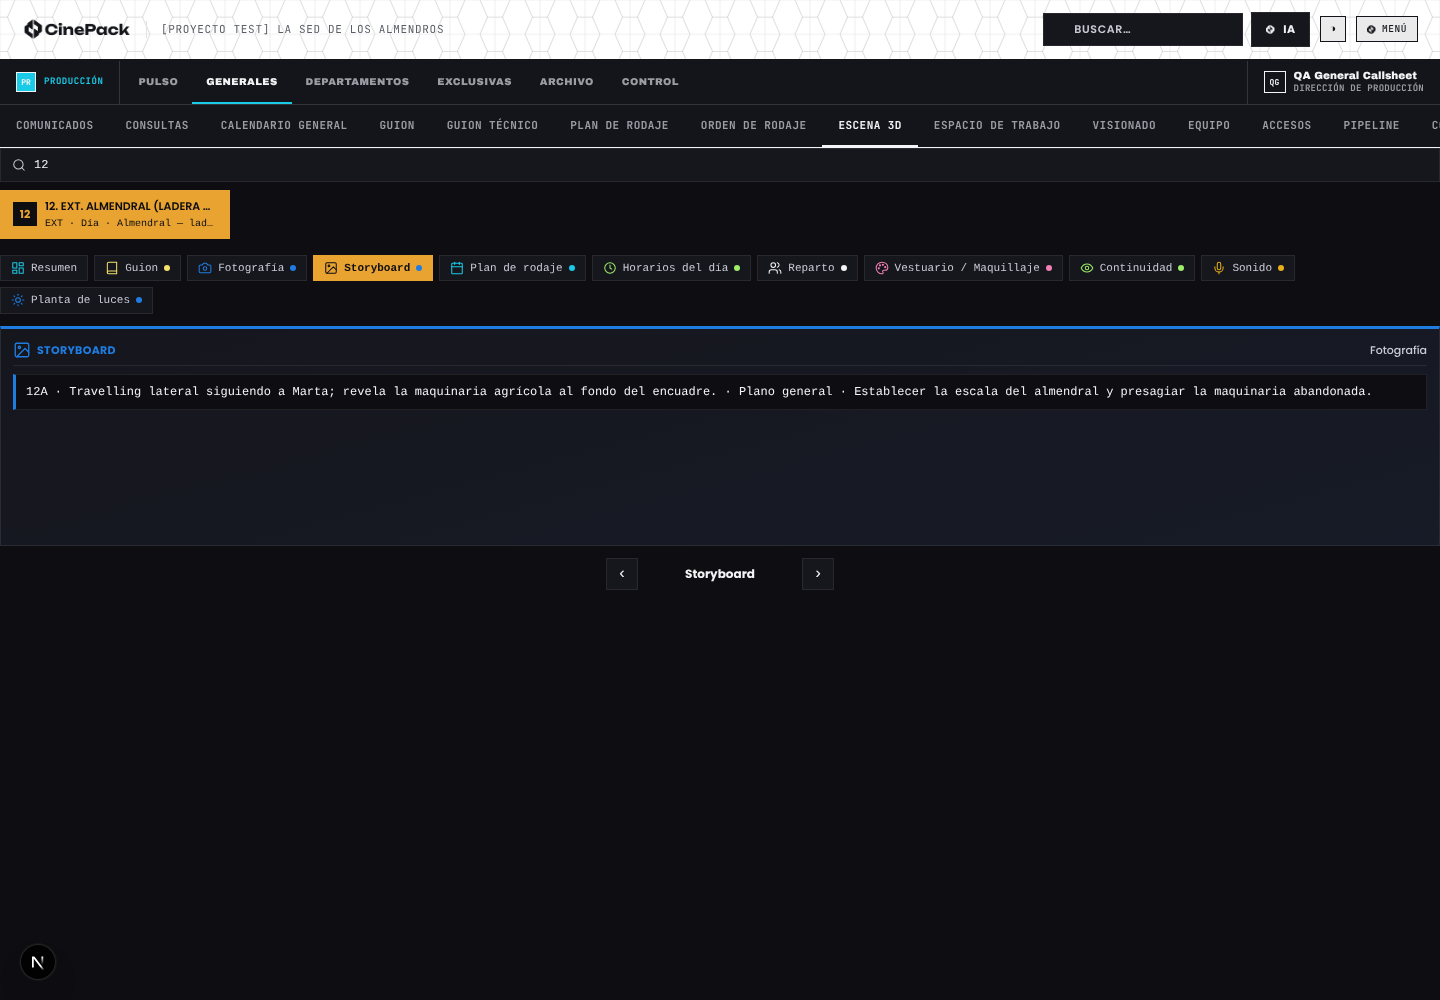 CinePack
[PROYECTO TEST] LA SED DE LOS ALMENDROS
BUSCAR…
IA
MENÚ
PR PRODUCCIÓN
PULSO GENERALES DEPARTAMENTOS EXCLUSIVAS ARCHIVO CONTROL
QG QA General Callsheet
DIRECCIÓN DE PRODUCCIÓN
COMUNICADOS CONSULTAS CALENDARIO GENERAL GUION GUION TÉCNICO PLAN DE RODAJE ORDEN DE RODAJE ESCENA 3D ESPACIO DE TRABAJO VISIONADO EQUIPO ACCESOS PIPELINE
12
12 12. EXT. ALMENDRAL (LADERA …
EXT · Día · Almendral — lad…
Resumen Guion Fotografía Storyboard Plan de rodaje Horarios del día Reparto Vestuario / Maquillaje Continuidad Sonido
Planta de luces
STORYBOARD Fotografía
12A · Travelling lateral siguiendo a Marta; revela la maquinaria agrícola al fondo del encuadre. · Plano general · Establecer la escala del almendral y presagiar la maquinaria abandonada.
‹ Storyboard ›
N